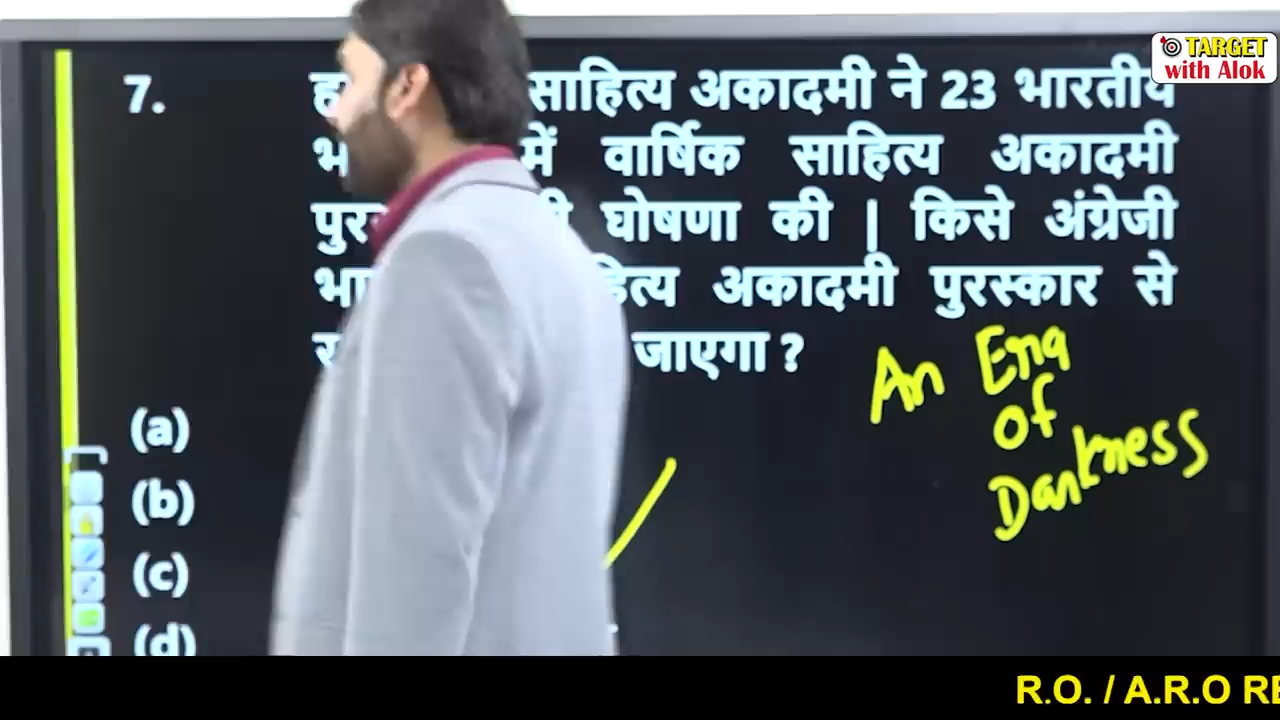 TARGET
with Alok
7.
साहित्य अकादमी ने 23 भारतीय
में वार्षिक साहित्य अकादमी
घोषणा की | किसे अंग्रेजी
अकादमी पुरस्कार से
जाएगा ?
An Era
of
Darkness
(a)
(b)
(c)
(d)
R.O. / A.R.O